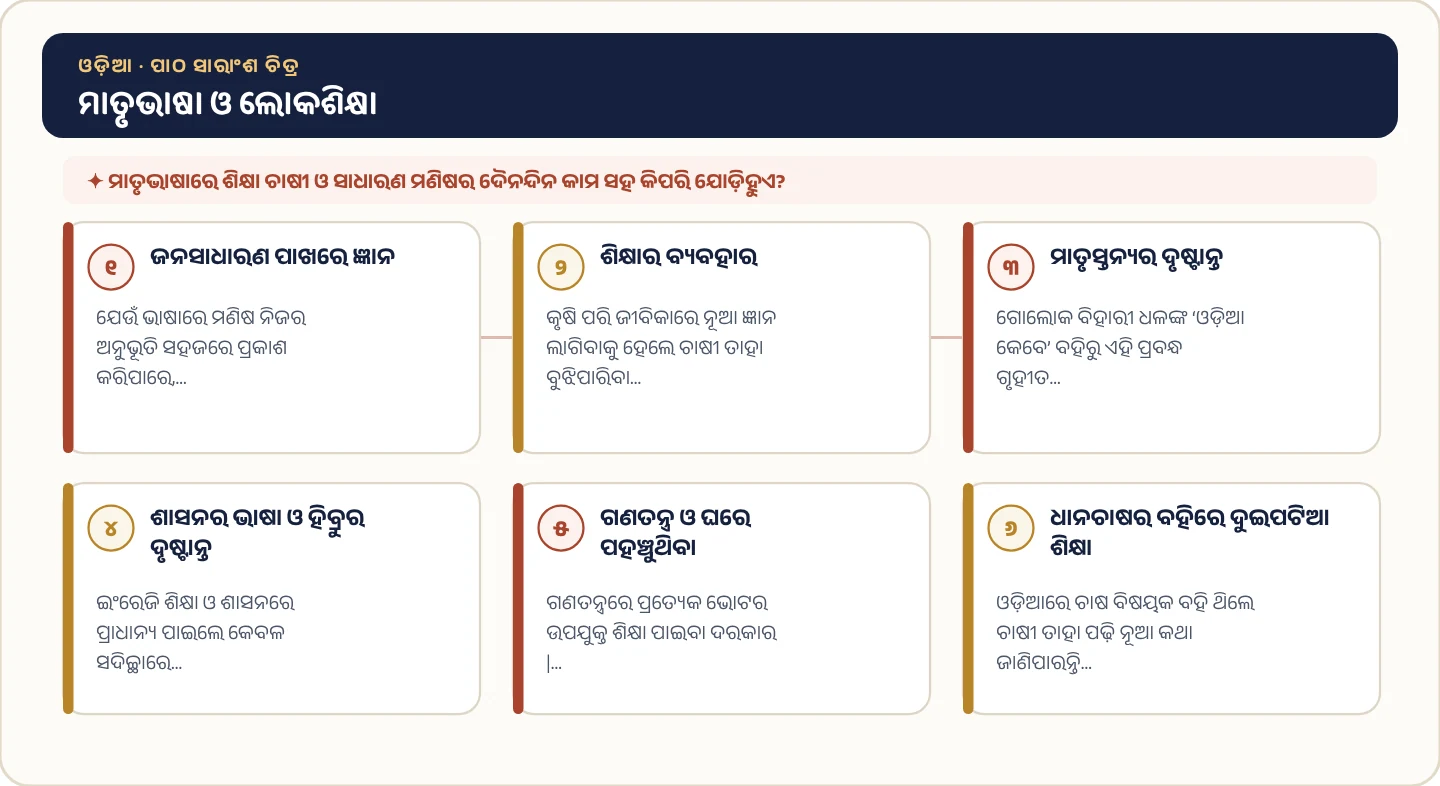 ଓଡ଼ିଆ · ପାଠ ସାରାଂଶ ଚିତ୍ର
ମାତୃଭାଷା ଓ ଲୋକଶିକ୍ଷା
✦ ମାତୃଭାଷାରେ ଶିକ୍ଷା ଚାଷୀ ଓ ସାଧାରଣ ମଣିଷର ଦୈନନ୍ଦିନ କାମ ସହ କିପରି ଯୋଡ଼ିହୁଏ?
୧
ଜନସାଧାରଣ ପାଖରେ ଜ୍ଞାନ
ଯେଉଁ ଭାଷାରେ ମଣିଷ ନିଜର
ଅନୁଭୂତି ସହଜରେ ପ୍ରକାଶ
କରିପାରେ,...
୨
ଶିକ୍ଷାର ବ୍ୟବହାର
କୃଷି ପରି ଜୀବିକାରେ ନୂଆ ଜ୍ଞାନ
ଲାଗିବାକୁ ହେଲେ ଚାଷୀ ତାହା
ବୁଝିପାରିବା...
୩
ମାତୃସ୍ତନ୍ୟର ଦୃଷ୍ଟାନ୍ତ
ଗୋଲୋକ ବିହାରୀ ଧଳଙ୍କ ‘ଓଡ଼ିଆ
କେବେ’ ବହିରୁ ଏହି ପ୍ରବନ୍ଧ
ଗୃହୀତ...
୪
ଶାସନର ଭାଷା ଓ ହିବ୍ରୁର
ଦୃଷ୍ଟାନ୍ତ
ଇଂରେଜି ଶିକ୍ଷା ଓ ଶାସନରେ
ପ୍ରାଧାନ୍ୟ ପାଇଲେ କେବଳ
ସଦିଚ୍ଛାରେ...
୫
ଗଣତନ୍ତ୍ର ଓ ଘରେ
ପହଞ୍ଚୁଥିବା
ଗଣତନ୍ତ୍ରରେ ପ୍ରତ୍ୟେକ ଭୋଟର
ଉପଯୁକ୍ତ ଶିକ୍ଷା ପାଇବା ଦରକାର
|...
୬
ଧାନଚାଷର ବହିରେ ଦୁଇପଟିଆ
ଶିକ୍ଷା
ଓଡ଼ିଆରେ ଚାଷ ବିଷୟକ ବହି ଥିଲେ
ଚାଷୀ ତାହା ପଢ଼ି ନୂଆ କଥା
ଜାଣିପାରନ୍ତି...